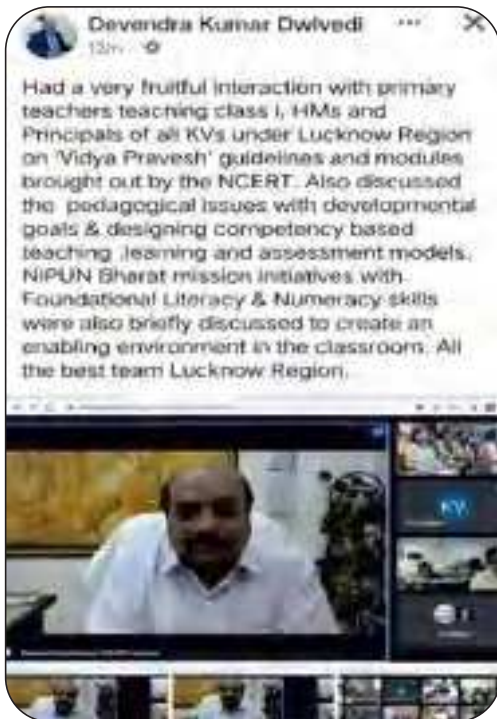 Devendra Kumar Dwivedi
Had a very fruitful interaction with primary
teachers teaching class I, HMs and
Principals of all KVs under Lucknow Region
on 'Vidya Pravesh' guidelines and modules
brought out by the NCERT. Also discussed
the pedagogical issues with developmental
goals & designing competency based
teaching ,learning and assessment models.
NIPUN Bharat mission initiatives with
Foundational Literacy & Numeracy skills
were also briefly discussed to create an
enabling environment in the classroom. All
the best team Lucknow Region.
KV